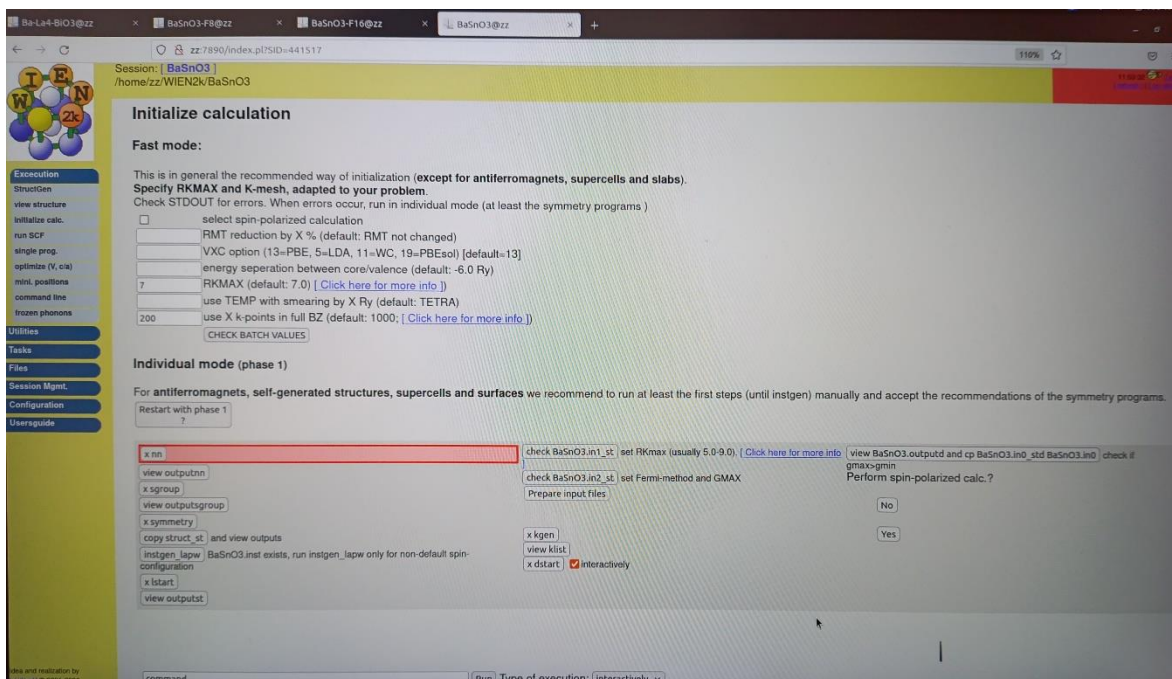 Ba-La4-BiO3@zz
BaSnO3-F8@zz
BaSnO3-F16@zz
BaSnO3@zz
zz:7890/index.pl?SID=441517
110%
Session: [ BaSnO3 ]
/home/zz/WIEN2k/BaSnO3
WIEN
2k
Excecution
StructGen
view structure
initialize calc.
run SCF
single prog.
optimize (V, c/a)
mini. positions
command line
frozen phonons
Utilities
Tasks
Files
Session Mgmt.
Configuration
Usersguide
Idea and realization by
Initialize calculation
Fast mode:
This is in general the recommended way of initialization (except for antiferromagnets, supercells and slabs).
Specify RKMAX and K-mesh, adapted to your problem.
Check STDOUT for errors. When errors occur, run in individual mode (at least the symmetry programs )
select spin-polarized calculation
RMT reduction by X % (default: RMT not changed)
VXC option (13=PBE, 5=LDA, 11=WC, 19=PBEsol) [default=13]
energy seperation between core/valence (default: -6.0 Ry)
7 RKMAX (default: 7.0) [ Click here for more info ])
use TEMP with smearing by X Ry (default: TETRA)
200 use X k-points in full BZ (default: 1000; [ Click here for more info ])
CHECK BATCH VALUES
Individual mode (phase 1)
For antiferromagnets, self-generated structures, supercells and surfaces we recommend to run at least the first steps (until instgen) manually and accept the recommendations of the symmetry programs.
Restart with phase 1
?
x nn
view outputnn
x sgroup
view outputsgroup
x symmetry
copy struct_st and view outputs
instgen_lapw BaSnO3.inst exists, run instgen_lapw only for non-default spin-
configuration
x lstart
view outputst
check BaSnO3.in1_st set RKmax (usually 5.0-9.0). [ Click here for more info
]
check BaSnO3.in2_st set Fermi-method and GMAX
Prepare input files
x kgen
view klist
x dstart interactively
view BaSnO3.outputd and cp BaSnO3.in0_std BaSnO3.in0 check if
gmax>gmin
Perform spin-polarized calc.?
No
Yes
command Run Type of execution: interactively